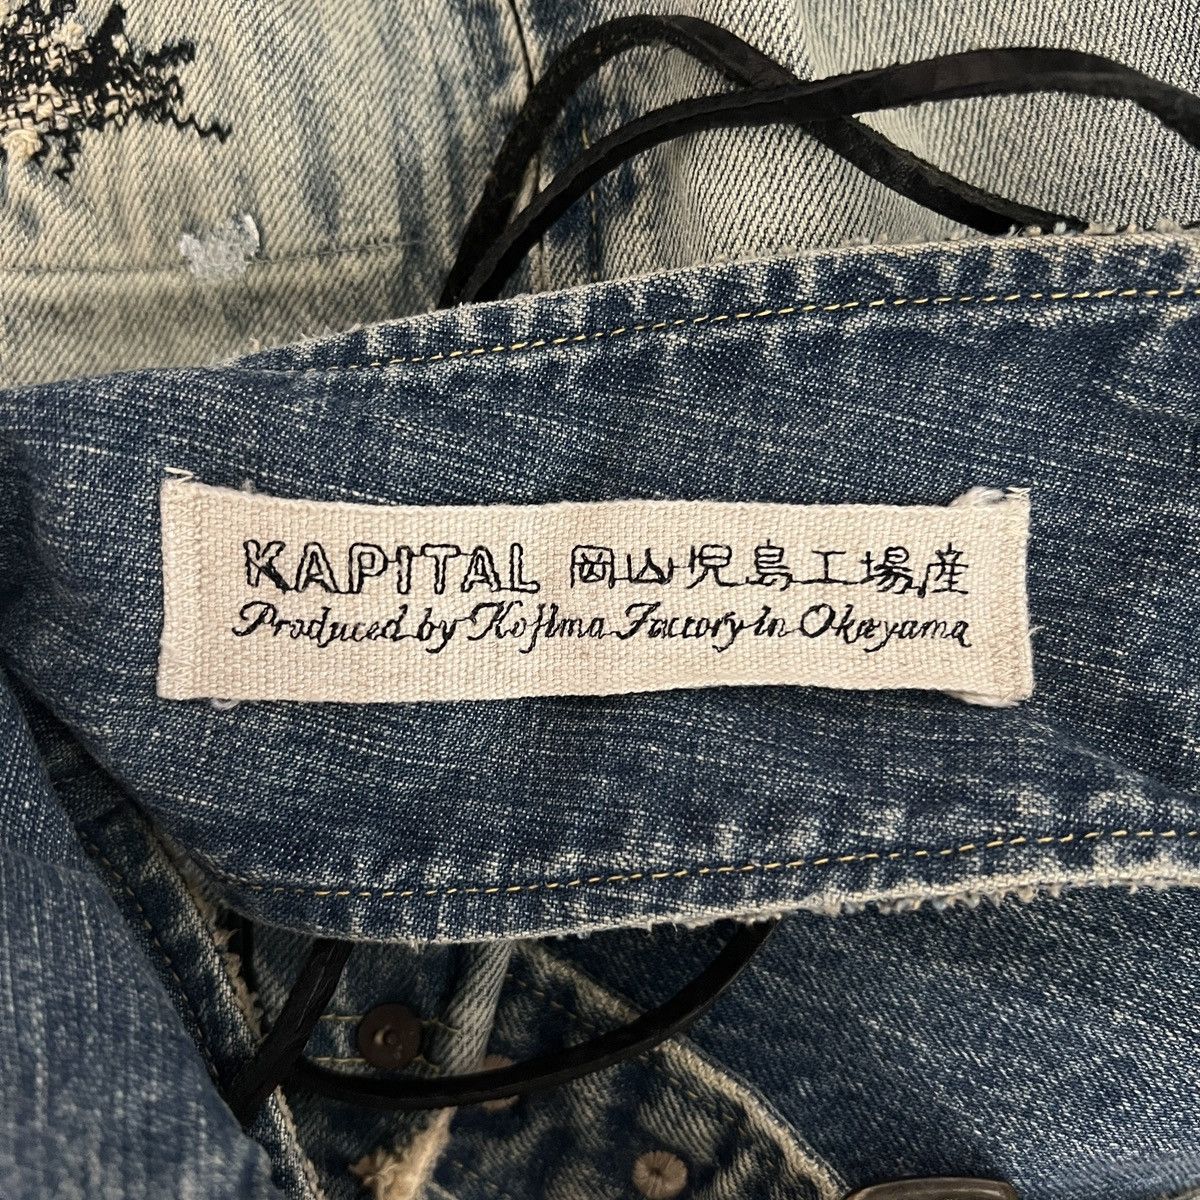 KAPITAL 岡山児島工場産
Produced by Kojima Factory in Okayama